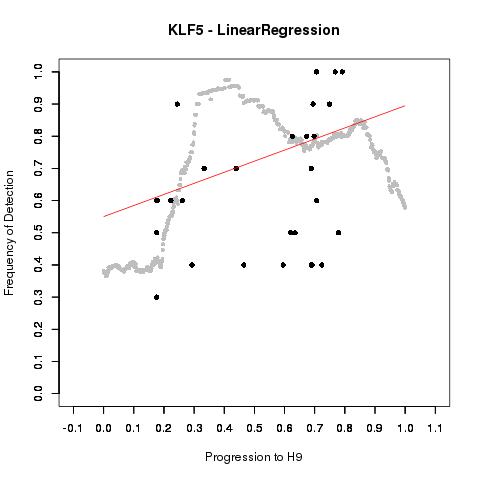 KLF5 - LinearRegression
Frequency of Detection
1.0
0.9
0.8
0.7
0.6
0.5
0.4
0.3
0.2
0.1
0.0
-0.1 0.0 0.1 0.2 0.3 0.4 0.5 0.6 0.7 0.8 0.9 1.0 1.1
Progression to H9